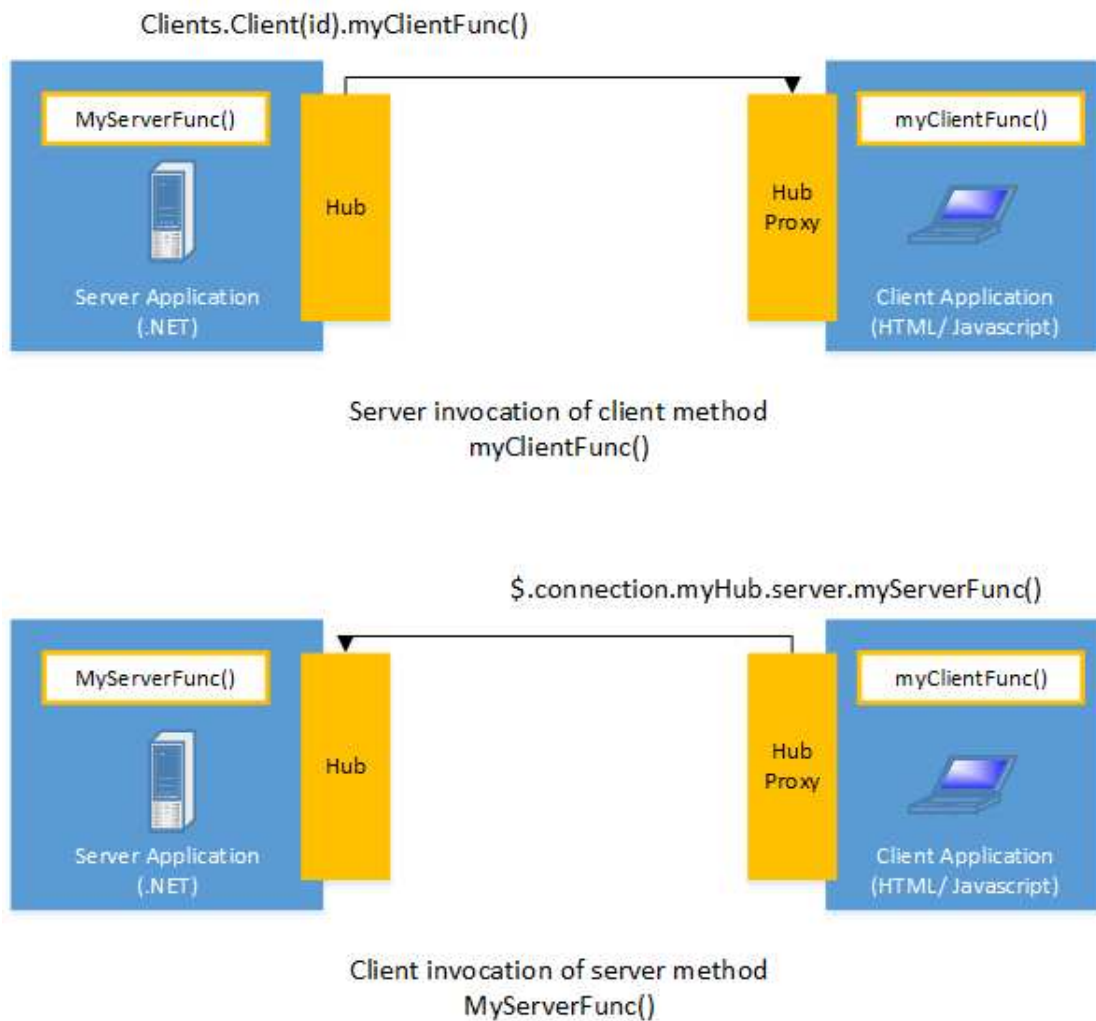 Clients.Client(id).myClientFunc()
MyServerFunc()
Hub
Server Application
(.NET)
Hub
Proxy
myClientFunc()
Client Application
(HTML/ Javascript)
Server invocation of client method
myClientFunc()
$.connection.myHub.server.myServerFunc()
MyServerFunc()
Hub
Server Application
(.NET)
Hub
Proxy
myClientFunc()
Client Application
(HTML/ Javascript)
Client invocation of server method
MyServerFunc()